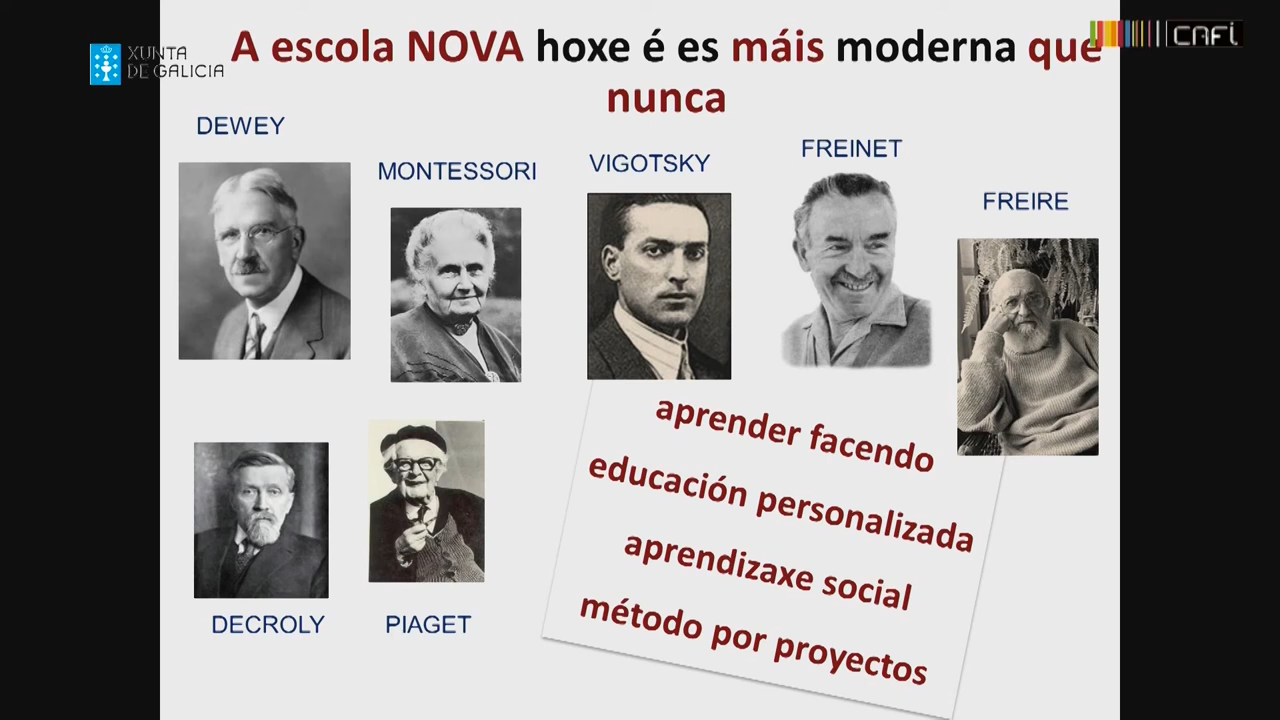 XUNTA
DE GALICIA
A escola NOVA hoxe é es máis moderna que
nunca
CAFi
DEWEY
MONTESSORI
VIGOTSKY
FREINET
FREIRE
DECROLY
PIAGET
aprender facendo
educación personalizada
aprendizaxe social
método por proyectos